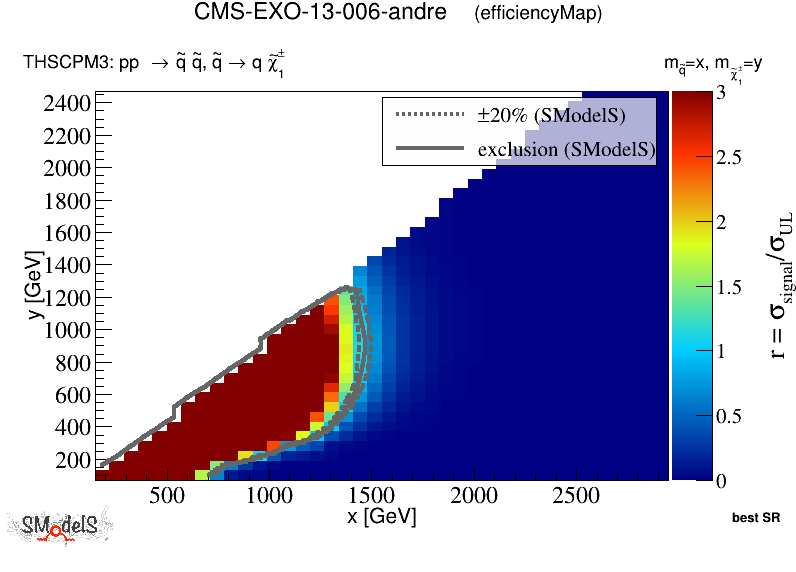 CMS-EXO-13-006-andre (efficiencyMap)
THSCPM3: pp → q̃ q̃, q̃ → q χ̃₁±
m_q̃=x, m_χ̃₁±=y
±20% (SModelS)
exclusion (SModelS)
y [GeV]
2400
2200
2000
1800
1600
1400
1200
1000
800
600
400
200
500
1000
1500
2000
2500
x [GeV]
3
2.5
2
1.5
1
0.5
0
r = σ_signal/σ_UL
best SR
SModelS